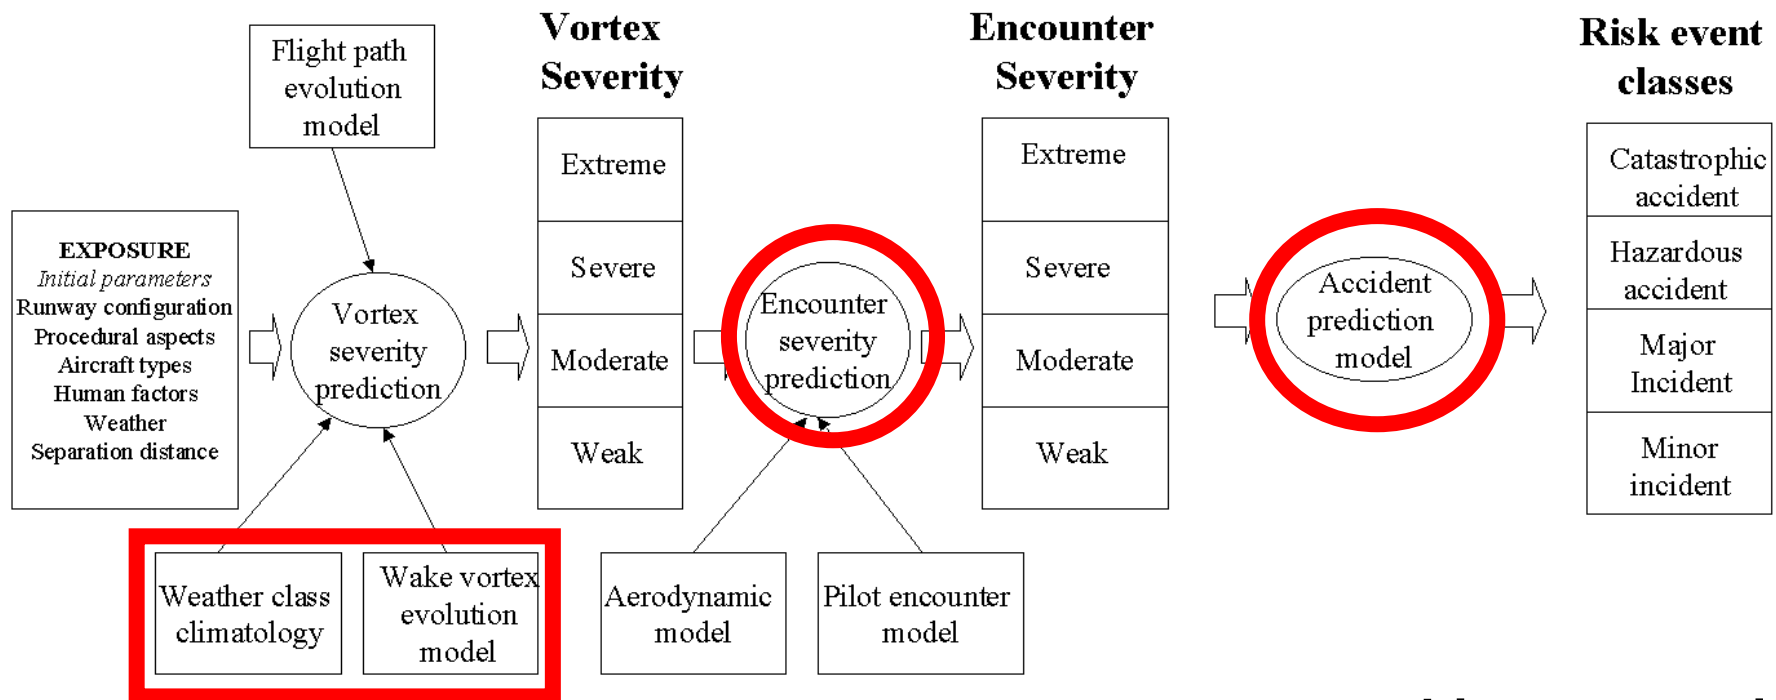 Flight path
evolution
model
Vortex
Severity
Encounter
Severity
Risk event
classes
EXPOSURE
Initial parameters
Runway configuration
Procedural aspects
Aircraft types
Human factors
Weather
Separation distance
Vortex
severity
prediction
Extreme
Severe
Moderate
Weak
Encounter
severity
prediction
Extreme
Severe
Moderate
Weak
Accident
prediction
model
Catastrophic
accident
Hazardous
accident
Major
Incident
Minor
incident
Weather class
climatology
Wake vortex
evolution
model
Aerodynamic
model
Pilot encounter
model